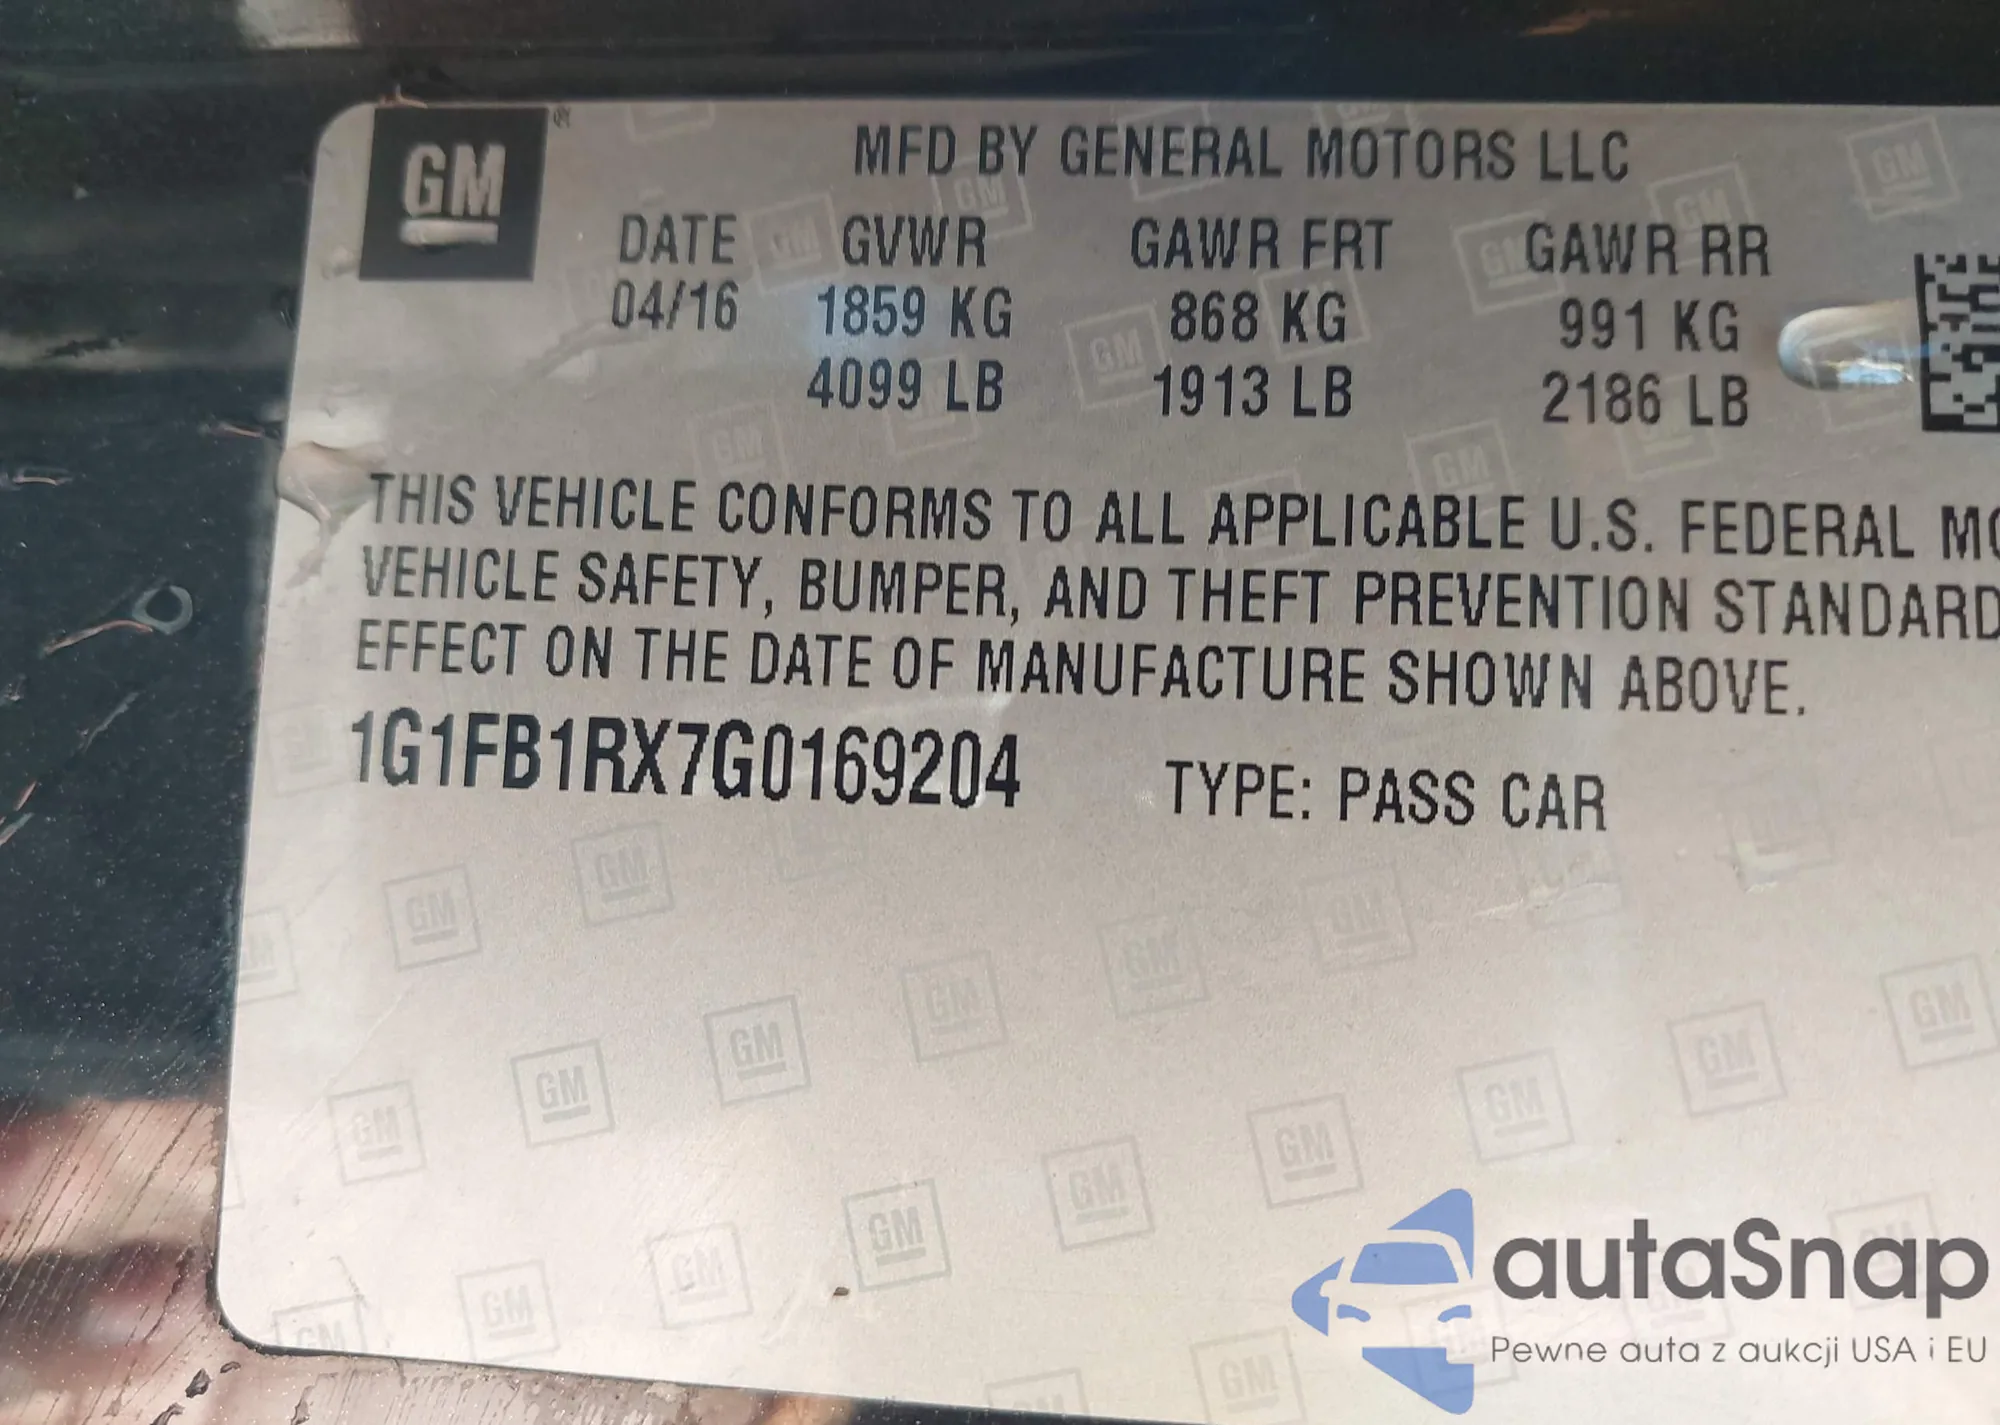 GM
MFD BY GENERAL MOTORS LLC
DATE GVWR GAWR FRT GAWR RR
04/16 1859 KG 868 KG 991 KG
4099 LB 1913 LB 2186 LB
THIS VEHICLE CONFORMS TO ALL APPLICABLE U.S. FEDERAL
VEHICLE SAFETY, BUMPER, AND THEFT PREVENTION STANDARD
EFFECT ON THE DATE OF MANUFACTURE SHOWN ABOVE.
1G1FB1RX7G0169204 TYPE: PASS CAR
autaSnap
Pewne auta z aukcji USA i EU